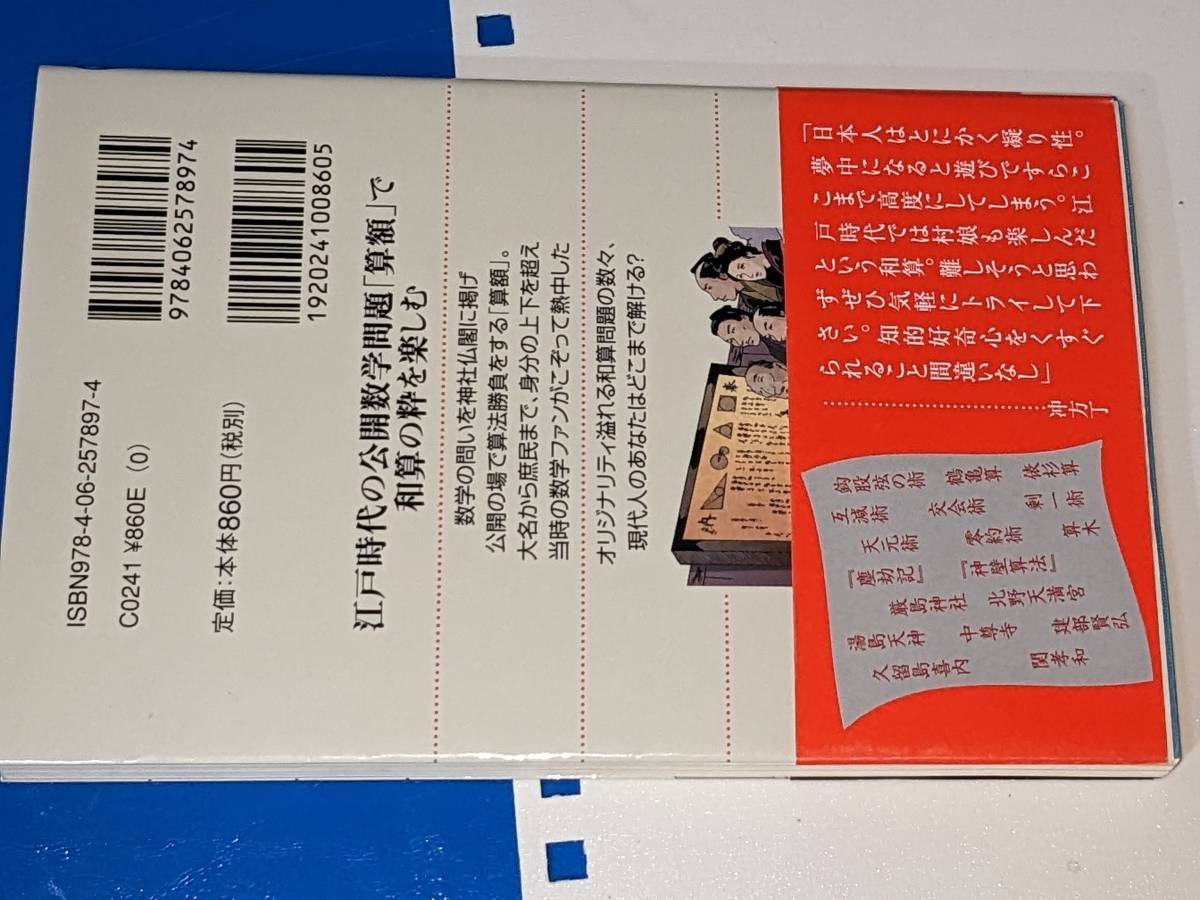 9784062578974
1920241008605
ISBN978-4-06-257897-4
C0241 ¥860E (0)
定価:本体860円(税別)
江戸時代の公開数学問題「算額」で
和算の粋を楽しむ
数学の問いを神社仏閣に掲げ
公開の場で算法勝負をする「算額」。
大名から庶民まで、身分の上下を超え
当時の数学ファンがこぞって熱中した
オリジナリティ溢れる和算問題の数々、
現代人のあなたはどこまで解ける?
「日本人はとにかく凝り性。
夢中になると遊びですらこ
こまで高度にしてしまう。江
戸時代では村娘も楽しんだ
という和算。難しそうと思わ
ずぜひ気軽にトライして下
さい。知的好奇心をくすぐ
られること間違いなし」
冲方丁
鈎股弦の術 鶴亀算 俵杉算
互減術 交会術 剰一術
天元術 零約術 算木
『塵劫記』 『神壁算法』
厳島神社 北野天満宮
湯島天神 中尊寺 建部賢弘
久留島喜内 関孝和